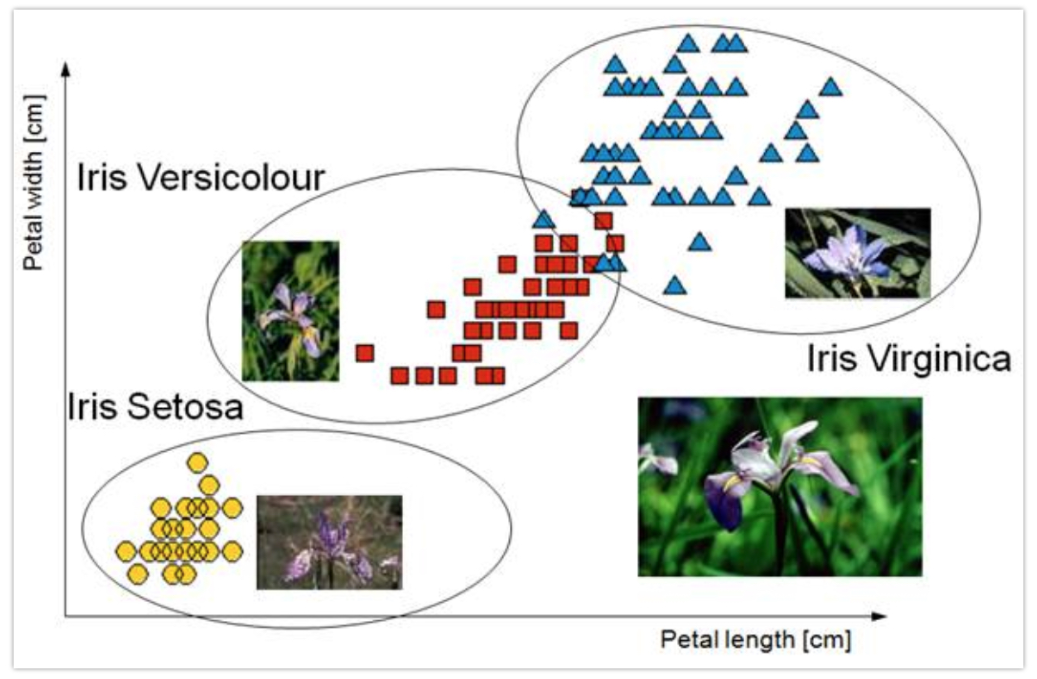 Petal width [cm]
Iris Versicolour
Iris Virginica
Iris Setosa
Petal length [cm]